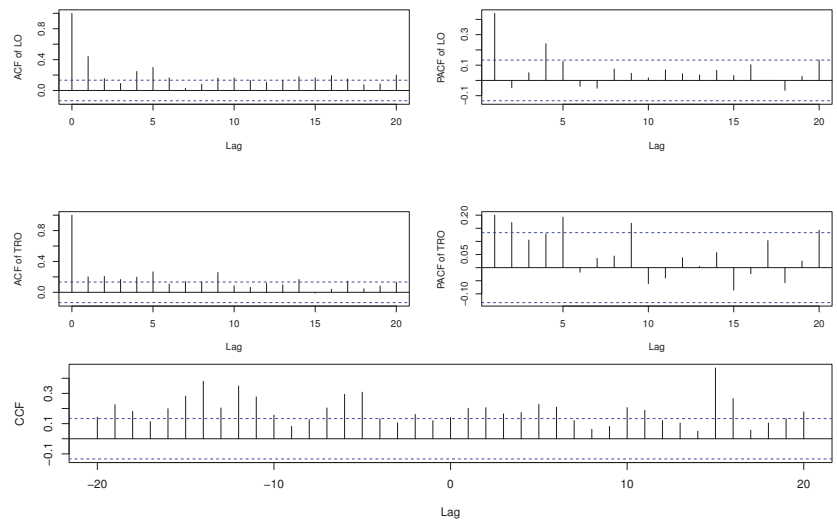 ACF of LO
0.0 0.4 0.8
0 5 10 15 20
Lag
PACF of LO
−0.1 0.1 0.3
5 10 15 20
Lag
ACF of TRO
0.0 0.4 0.8
0 5 10 15 20
Lag
PACF of TRO
−0.10 0.05 0.20
5 10 15 20
Lag
CCF
−0.1 0.1 0.3
−20 −10 0 10 20
Lag